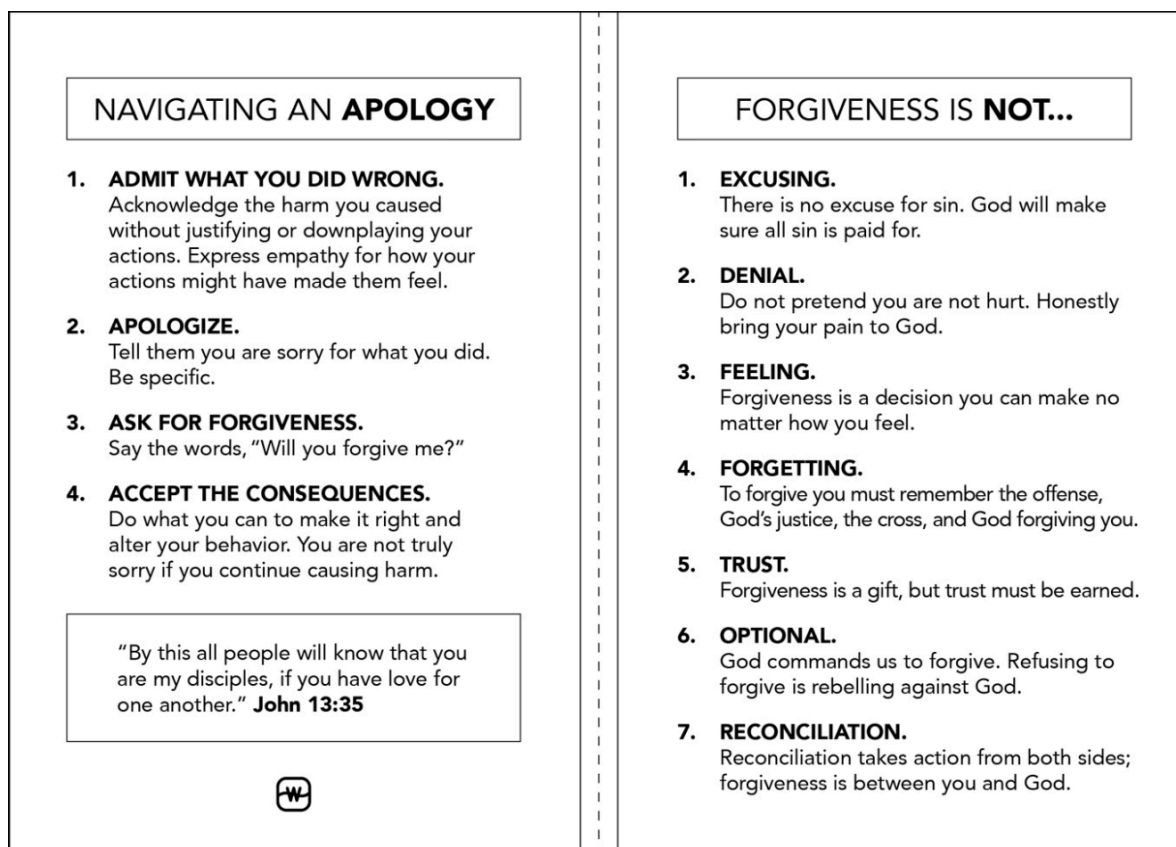 NAVIGATING AN APOLOGY
1. ADMIT WHAT YOU DID WRONG.
Acknowledge the harm you caused
without justifying or downplaying your
actions. Express empathy for how your
actions might have made them feel.
2. APOLOGIZE.
Tell them you are sorry for what you did.
Be specific.
3. ASK FOR FORGIVENESS.
Say the words, “Will you forgive me?”
4. ACCEPT THE CONSEQUENCES.
Do what you can to make it right and
alter your behavior. You are not truly
sorry if you continue causing harm.
“By this all people will know that you
are my disciples, if you have love for
one another.” John 13:35
W
FORGIVENESS IS NOT...
1. EXCUSING.
There is no excuse for sin. God will make
sure all sin is paid for.
2. DENIAL.
Do not pretend you are not hurt. Honestly
bring your pain to God.
3. FEELING.
Forgiveness is a decision you can make no
matter how you feel.
4. FORGETTING.
To forgive you must remember the offense,
God’s justice, the cross, and God forgiving you.
5. TRUST.
Forgiveness is a gift, but trust must be earned.
6. OPTIONAL.
God commands us to forgive. Refusing to
forgive is rebelling against God.
7. RECONCILIATION.
Reconciliation takes action from both sides;
forgiveness is between you and God.